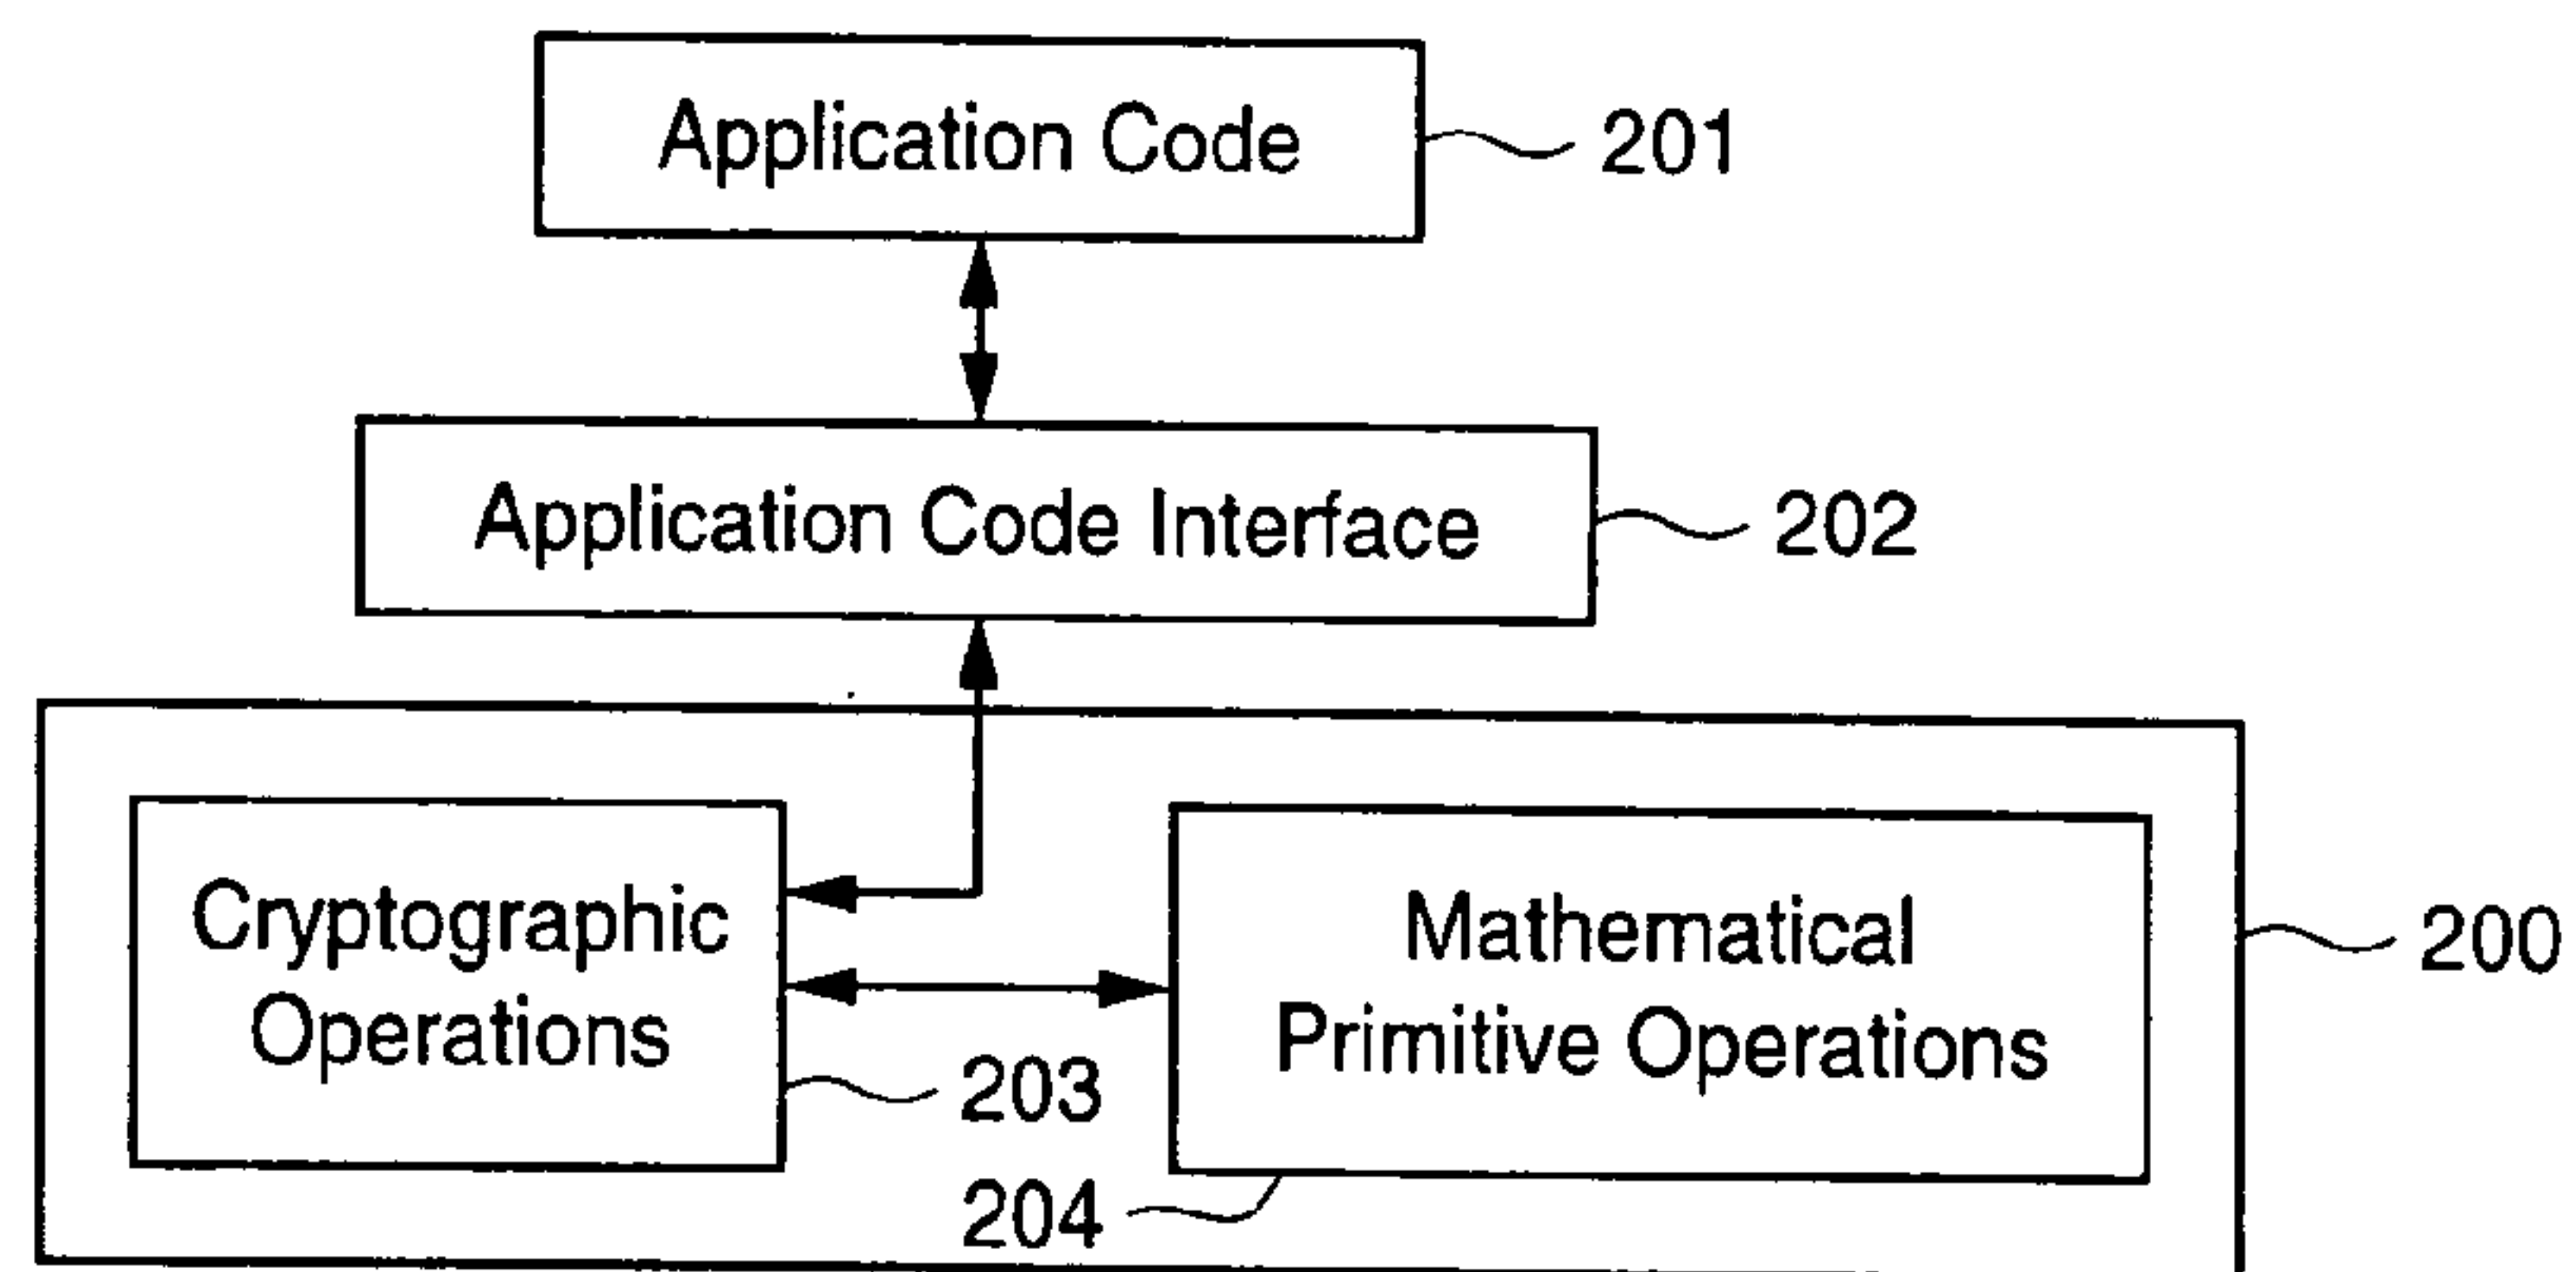 Application Code
201
Application Code Interface
202
Cryptographic
Operations
203
Mathematical
Primitive Operations
204
200